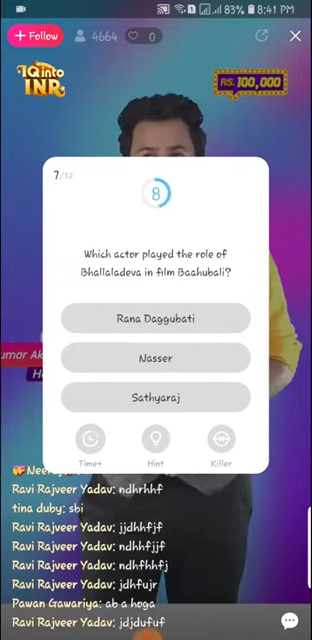 83% 8:41 PM
+ Follow
4664
0
IQ into
INR
RS. 100,000
7/12
8
Which actor played the role of
Bhallaladeva in film Baahubali?
Rana Daggubati
Nasser
Sathyaraj
Time+
Hint
Killer
umar Ak
Ravi Rajveer Yadav: ndhrhhf
tina duby: sbi
Ravi Rajveer Yadav: jjdhhfjf
Ravi Rajveer Yadav: ndhhfjjf
Ravi Rajveer Yadav: ndhfhhfj
Ravi Rajveer Yadav: jdhfujr
Pawan Gawariya: ab a hoga
Ravi Rajveer Yadav: jdjdufuf